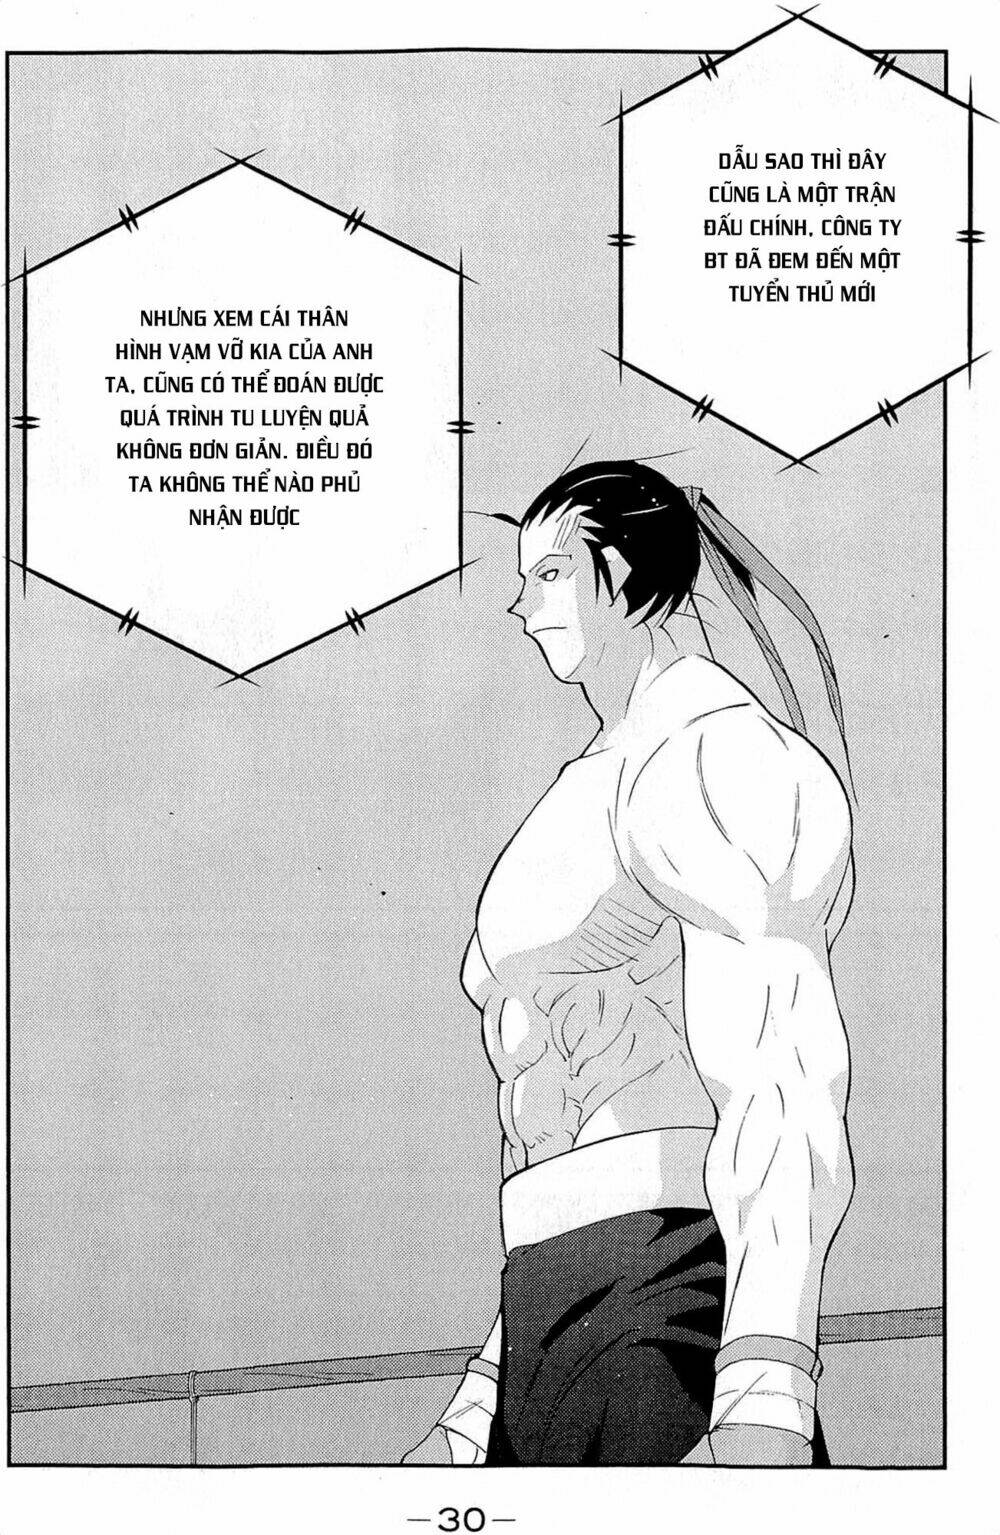 DẪU SAO THÌ ĐÂY
CŨNG LÀ MỘT TRẬN
ĐẤU CHÍNH, CÔNG TY
BT ĐÃ ĐEM ĐẾN MỘT
TUYỂN THỦ MỚI
NHƯNG XEM CÁI THÂN
HÌNH VẠM VỠ KIA CỦA ANH
TA, CŨNG CÓ THỂ ĐOÁN ĐƯỢC
QUÁ TRÌNH TU LUYỆN QUẢ
KHÔNG ĐƠN GIẢN. ĐIỀU ĐÓ
TA KHÔNG THỂ NÀO PHỦ
NHẬN ĐƯỢC
-30-